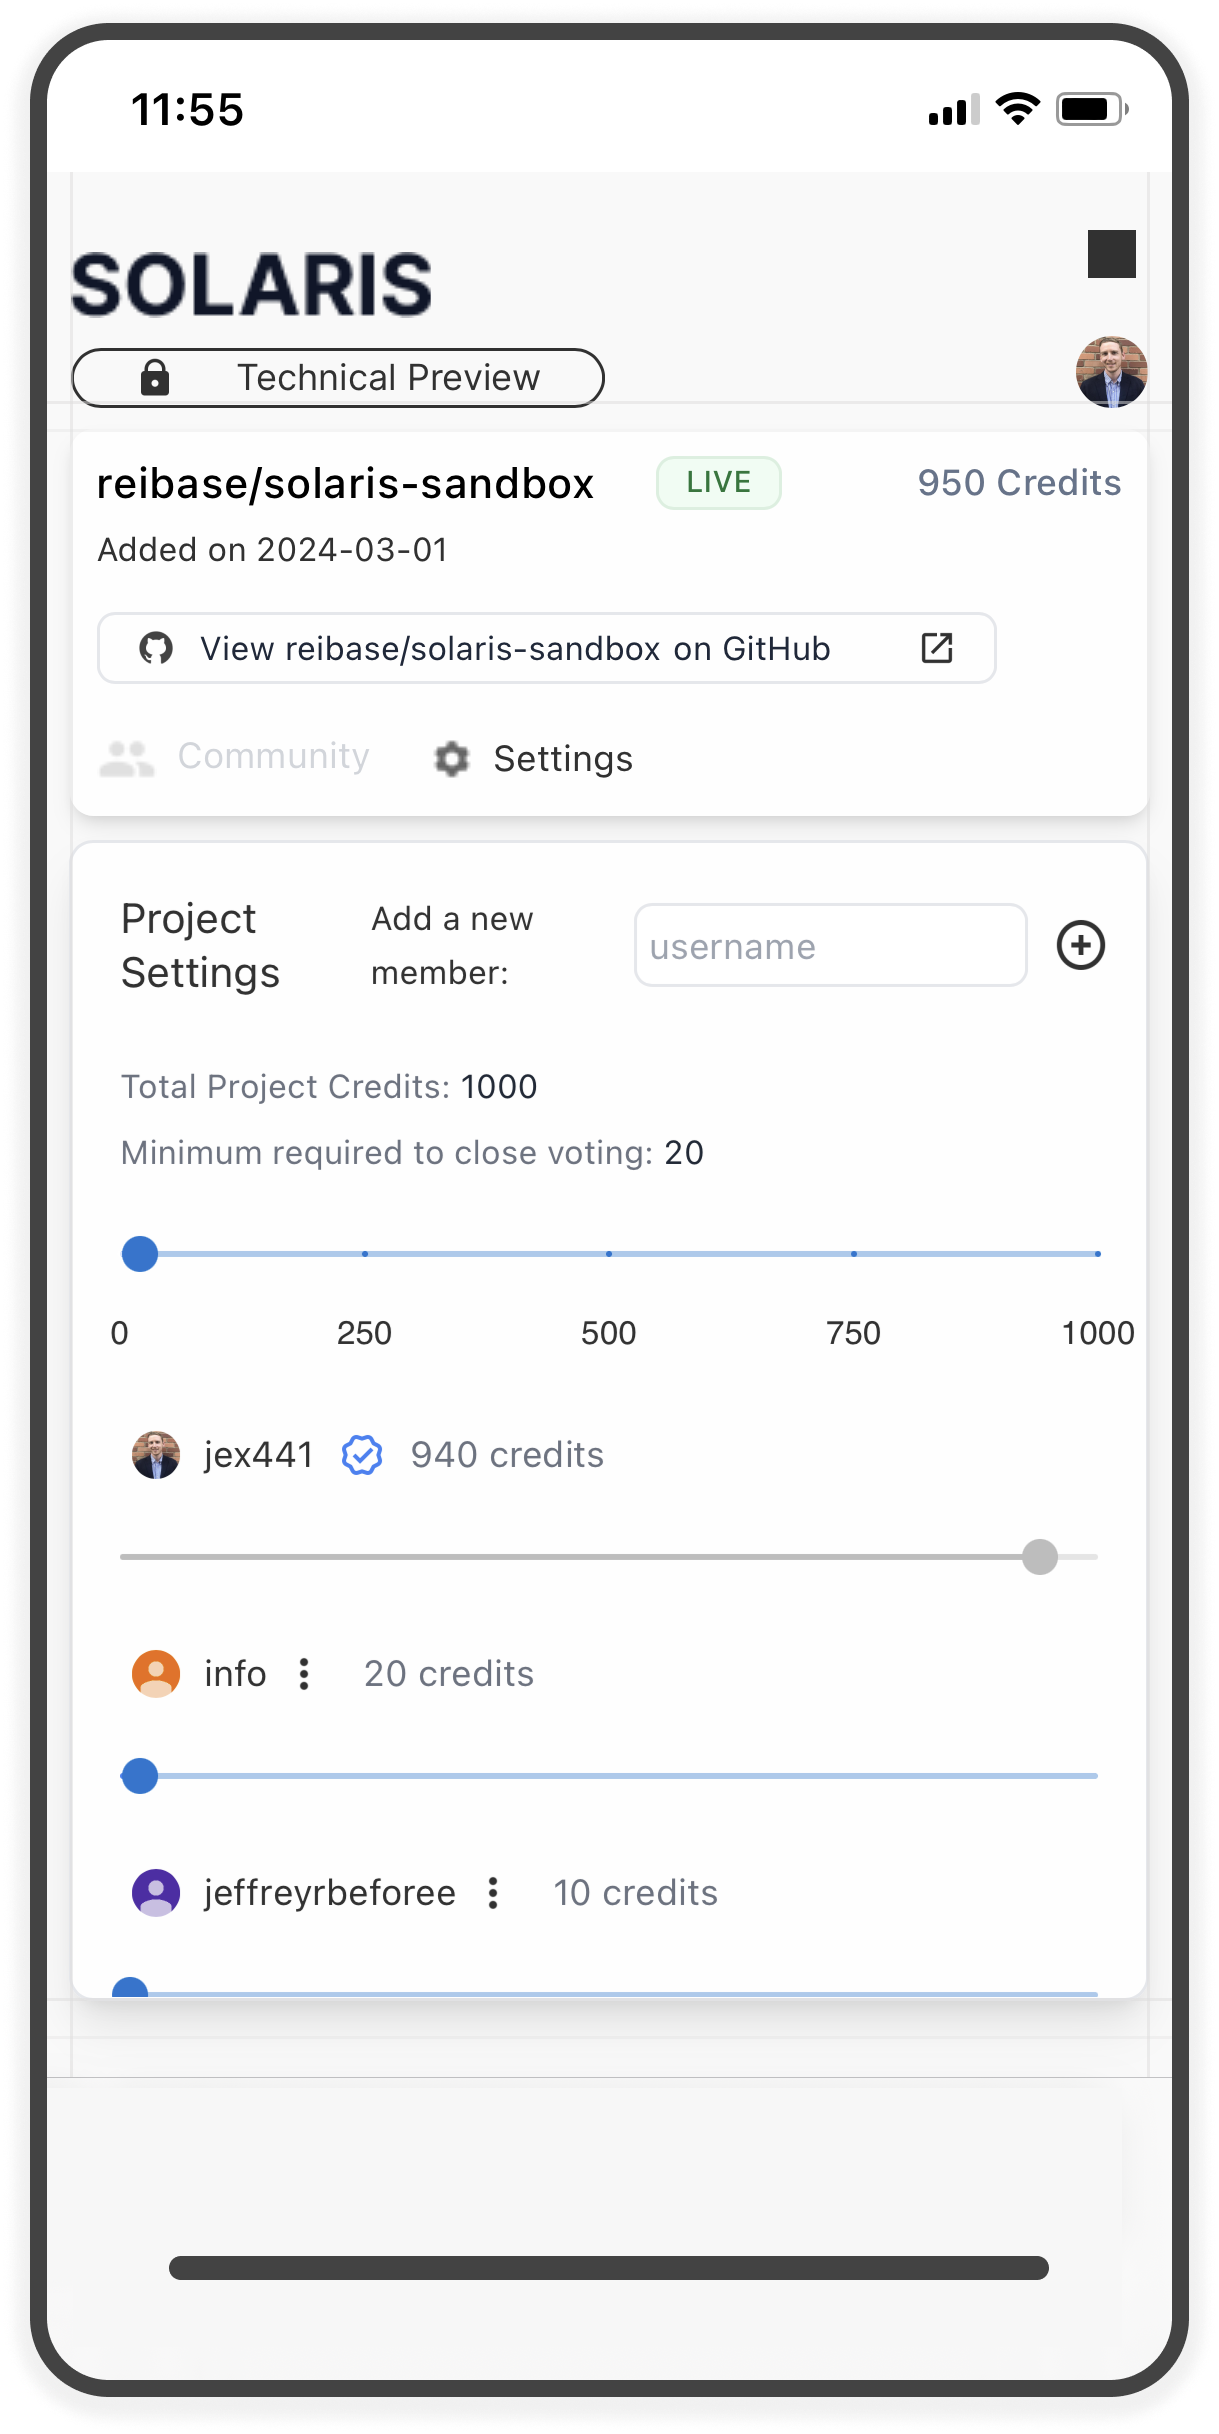 11:55
SOLARIS
Technical Preview
reibase/solaris-sandbox LIVE 950 Credits
Added on 2024-03-01
View reibase/solaris-sandbox on GitHub
Community Settings
Project Settings
Add a new member:
username
Total Project Credits: 1000
Minimum required to close voting: 20
0 250 500 750 1000
jex441 940 credits
info 20 credits
jeffreyrbeforee 10 credits